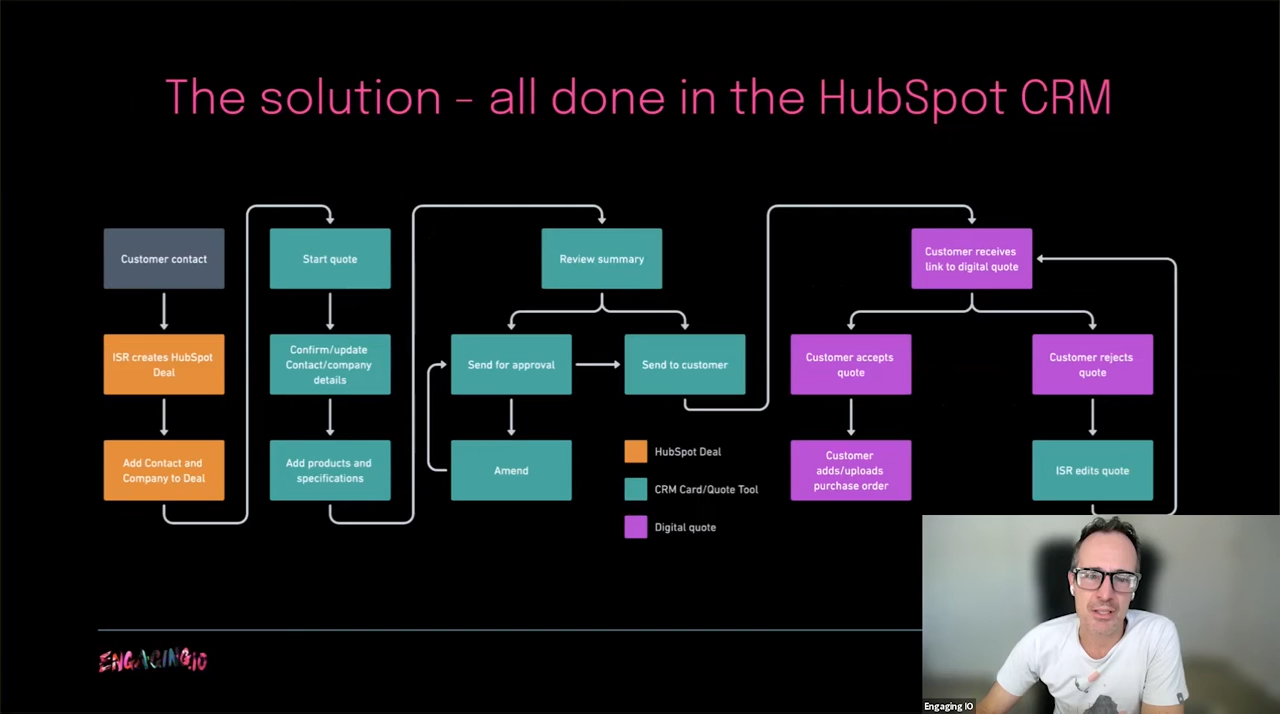 The solution – all done in the HubSpot CRM
Customer contact
ISR creates HubSpot
Deal
Add Contact and
Company to Deal
Start quote
Confirm/update
Contact/company
details
Add products and
specifications
Review summary
Send for approval
Send to customer
Amend
HubSpot Deal
CRM Card/Quote Tool
Digital quote
Customer receives
link to digital quote
Customer accepts
quote
Customer
adds/uploads
purchase order
Customer rejects
quote
ISR edits quote
ENGAGING.IO
Engaging IO